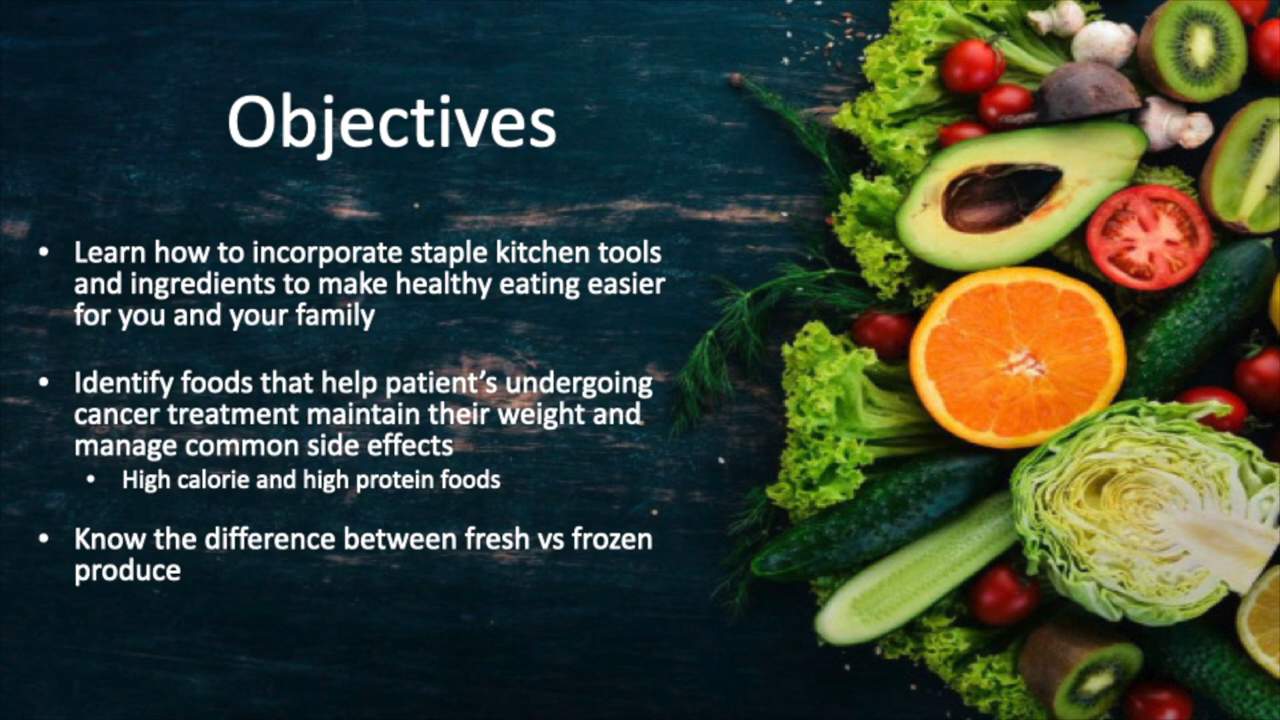 Objectives
• Learn how to incorporate staple kitchen tools
and ingredients to make healthy eating easier
for you and your family
• Identify foods that help patient’s undergoing
cancer treatment maintain their weight and
manage common side effects
• High calorie and high protein foods
• Know the difference between fresh vs frozen
produce